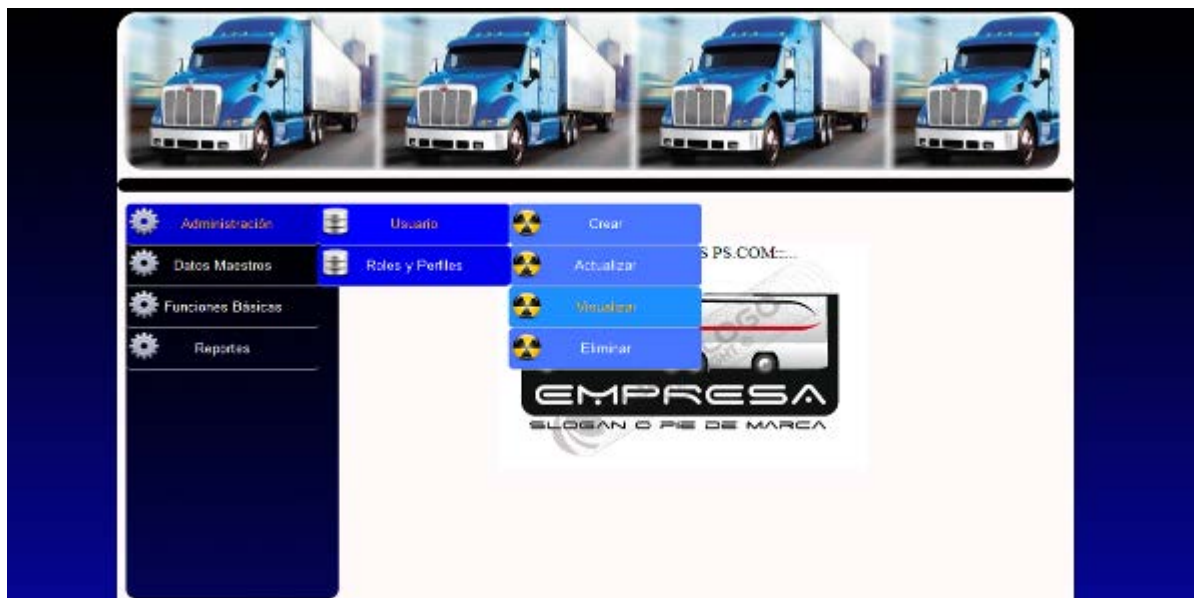 Administración
Usuario
Crear
Datos Maestros
Roles y Perfiles
Actualizar
S PS.COM:::...
Funciones Básicas
Visualizar
Reportes
Eliminar
EMPRESA
SLOGAN O PIE DE MARCA